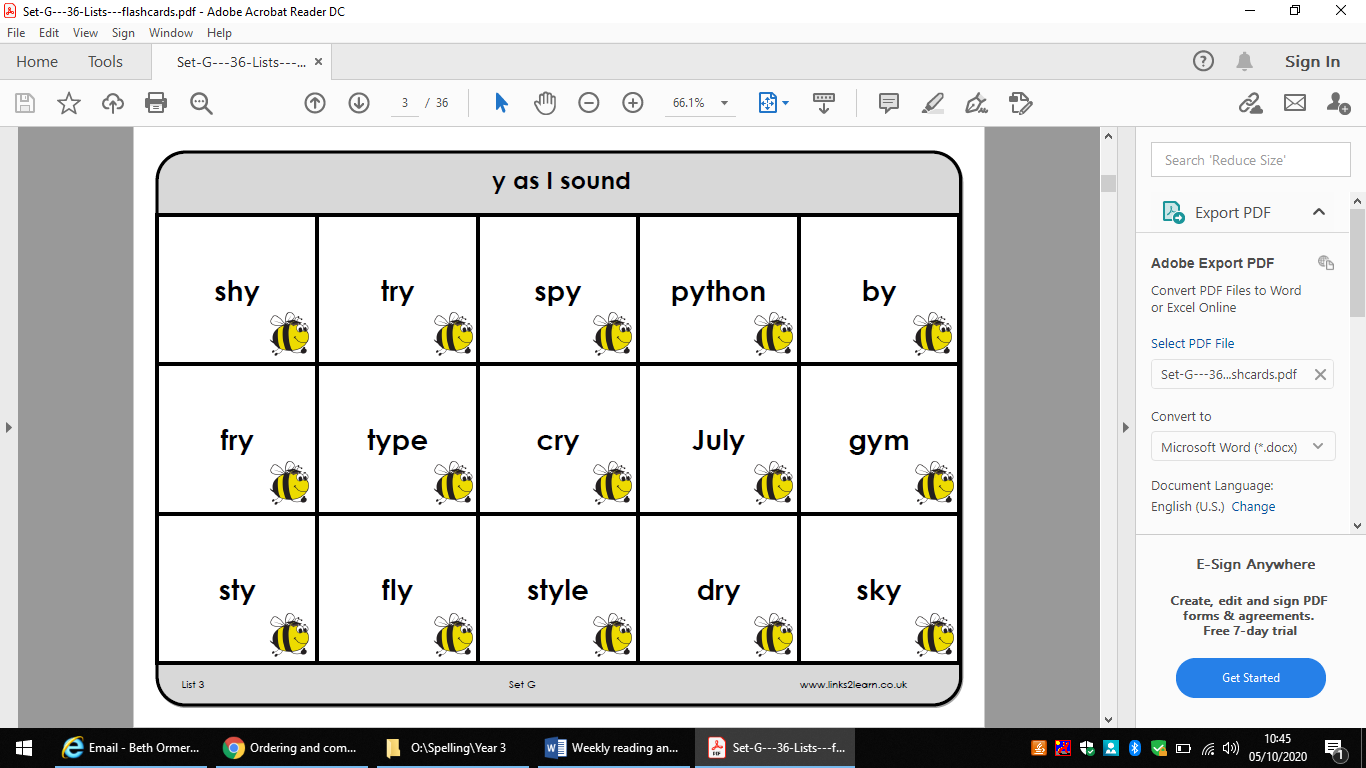 Set-G---36-Lists---flashcards.pdf - Adobe Acrobat Reader DC
File Edit View Sign Window Help
Home Tools Set-G---36-Lists---... × Sign In
3 / 36 66.1%
y as I sound
shy try spy python by
fry type cry July gym
sty fly style dry sky
List 3 Set G www.links2learn.co.uk
Search 'Reduce Size'
Export PDF
Adobe Export PDF
Convert PDF Files to Word
or Excel Online
Select PDF File
Set-G---36...shcards.pdf
Convert to
Microsoft Word (*.docx)
Document Language:
English (U.S.) Change
E-Sign Anywhere
Create, edit and sign PDF
forms & agreements.
Free 7-day trial
Get Started
Email - Beth Ormer... Ordering and com... O:\Spelling\Year 3 Weekly reading an... Set-G---36-Lists---f...
10:45
05/10/2020
1